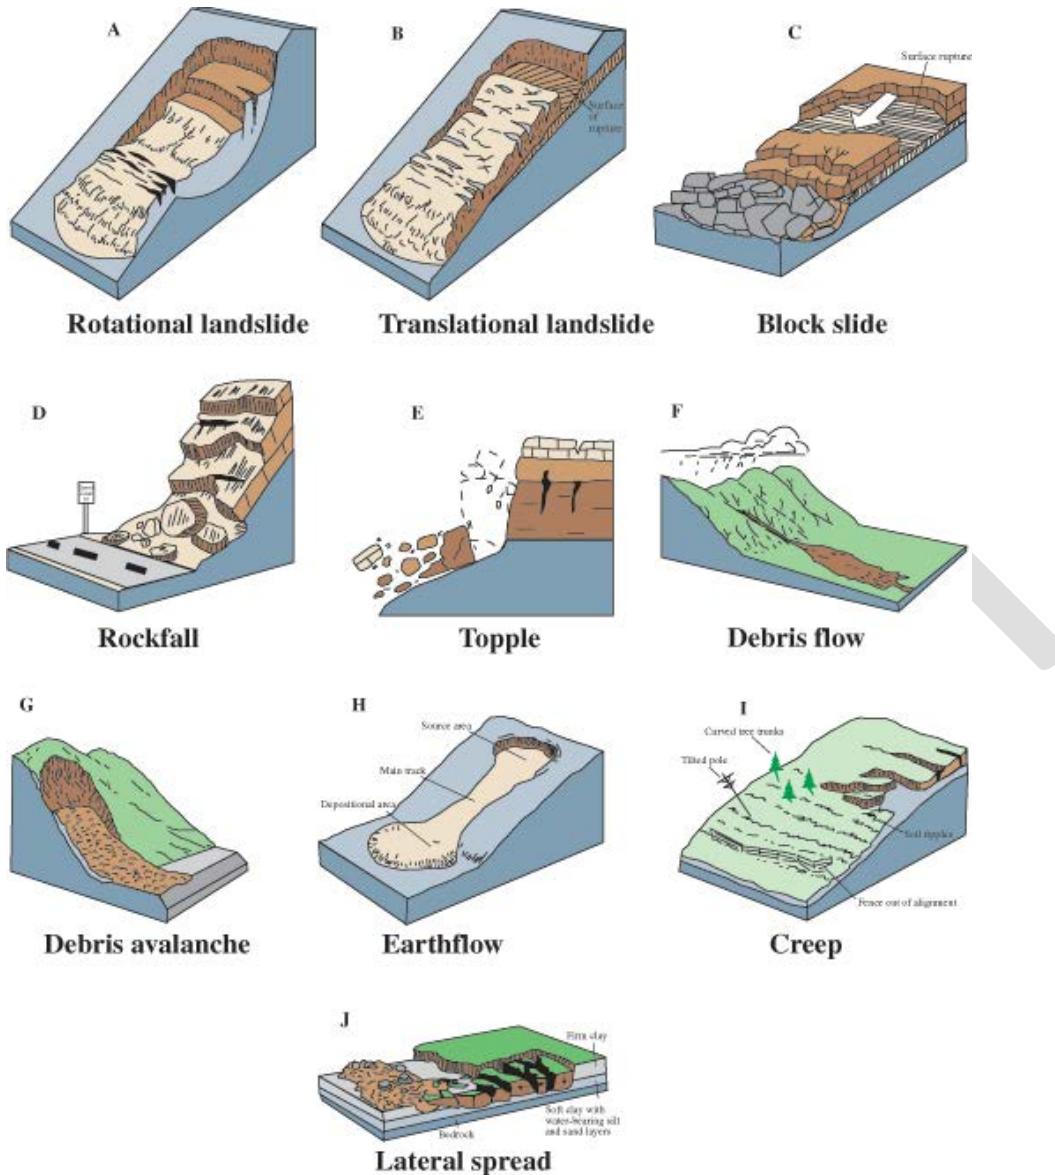 A
B
C
Surface rupture
Surface
of
rupture
Toe
Rotational landslide
Translational landslide
Block slide
D
E
F
Rockfall
Topple
Debris flow
G
H
I
Source area
Main track
Depositional area
Curved tree trunks
Tilted pole
Soil ripples
Fence out of alignment
Debris avalanche
Earthflow
Creep
J
Firm clay
Soft clay with
water-bearing silt
and sand layers
Bedrock
Lateral spread